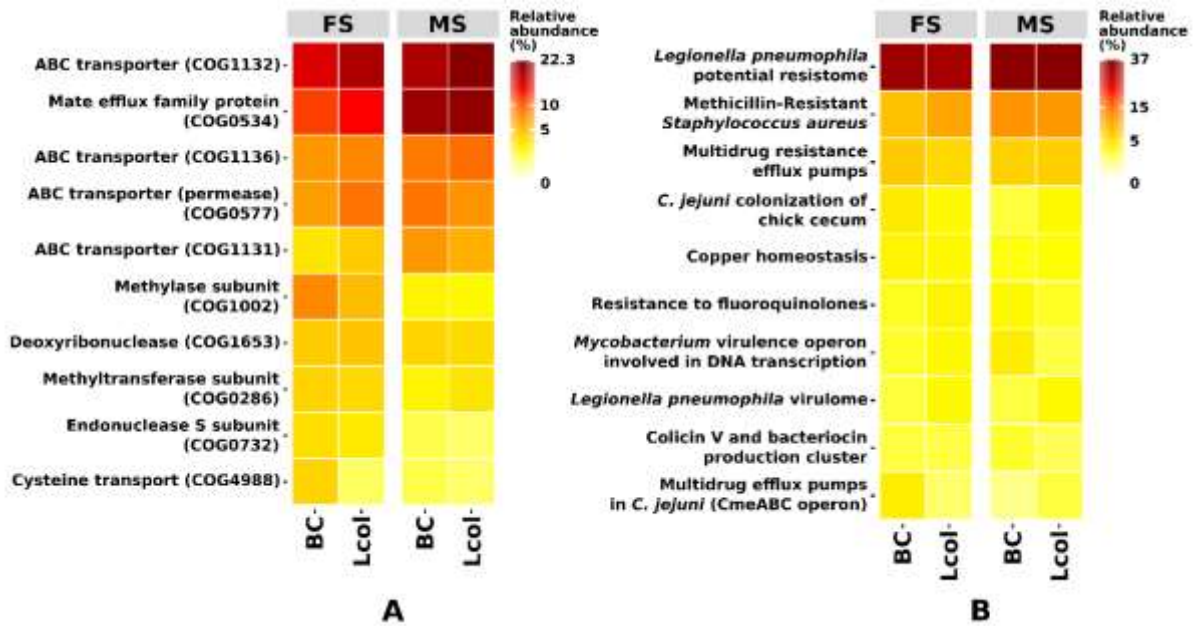 FS MS
Relative
abundance
(%)
22.3
10
5
0
ABC transporter (COG1132)
Mate efflux family protein
(COG0534)
ABC transporter (COG1136)
ABC transporter (permease)
(COG0577)
ABC transporter (COG1131)
Methylase subunit
(COG1002)
Deoxyribonuclease (COG1653)
Methyltransferase subunit
(COG0286)
Endonuclease S subunit
(COG0732)
Cysteine transport (COG4988)
BC Lcol BC Lcol
A
FS MS
Relative
abundance
(%)
37
15
5
0
Legionella pneumophila
potential resistome
Methicillin-Resistant
Staphylococcus aureus
Multidrug resistance
efflux pumps
C. jejuni colonization of
chick cecum
Copper homeostasis
Resistance to fluoroquinolones
Mycobacterium virulence operon
involved in DNA transcription
Legionella pneumophila virulome
Colicin V and bacteriocin
production cluster
Multidrug efflux pumps
in C. jejuni (CmeABC operon)
BC Lcol BC Lcol
B